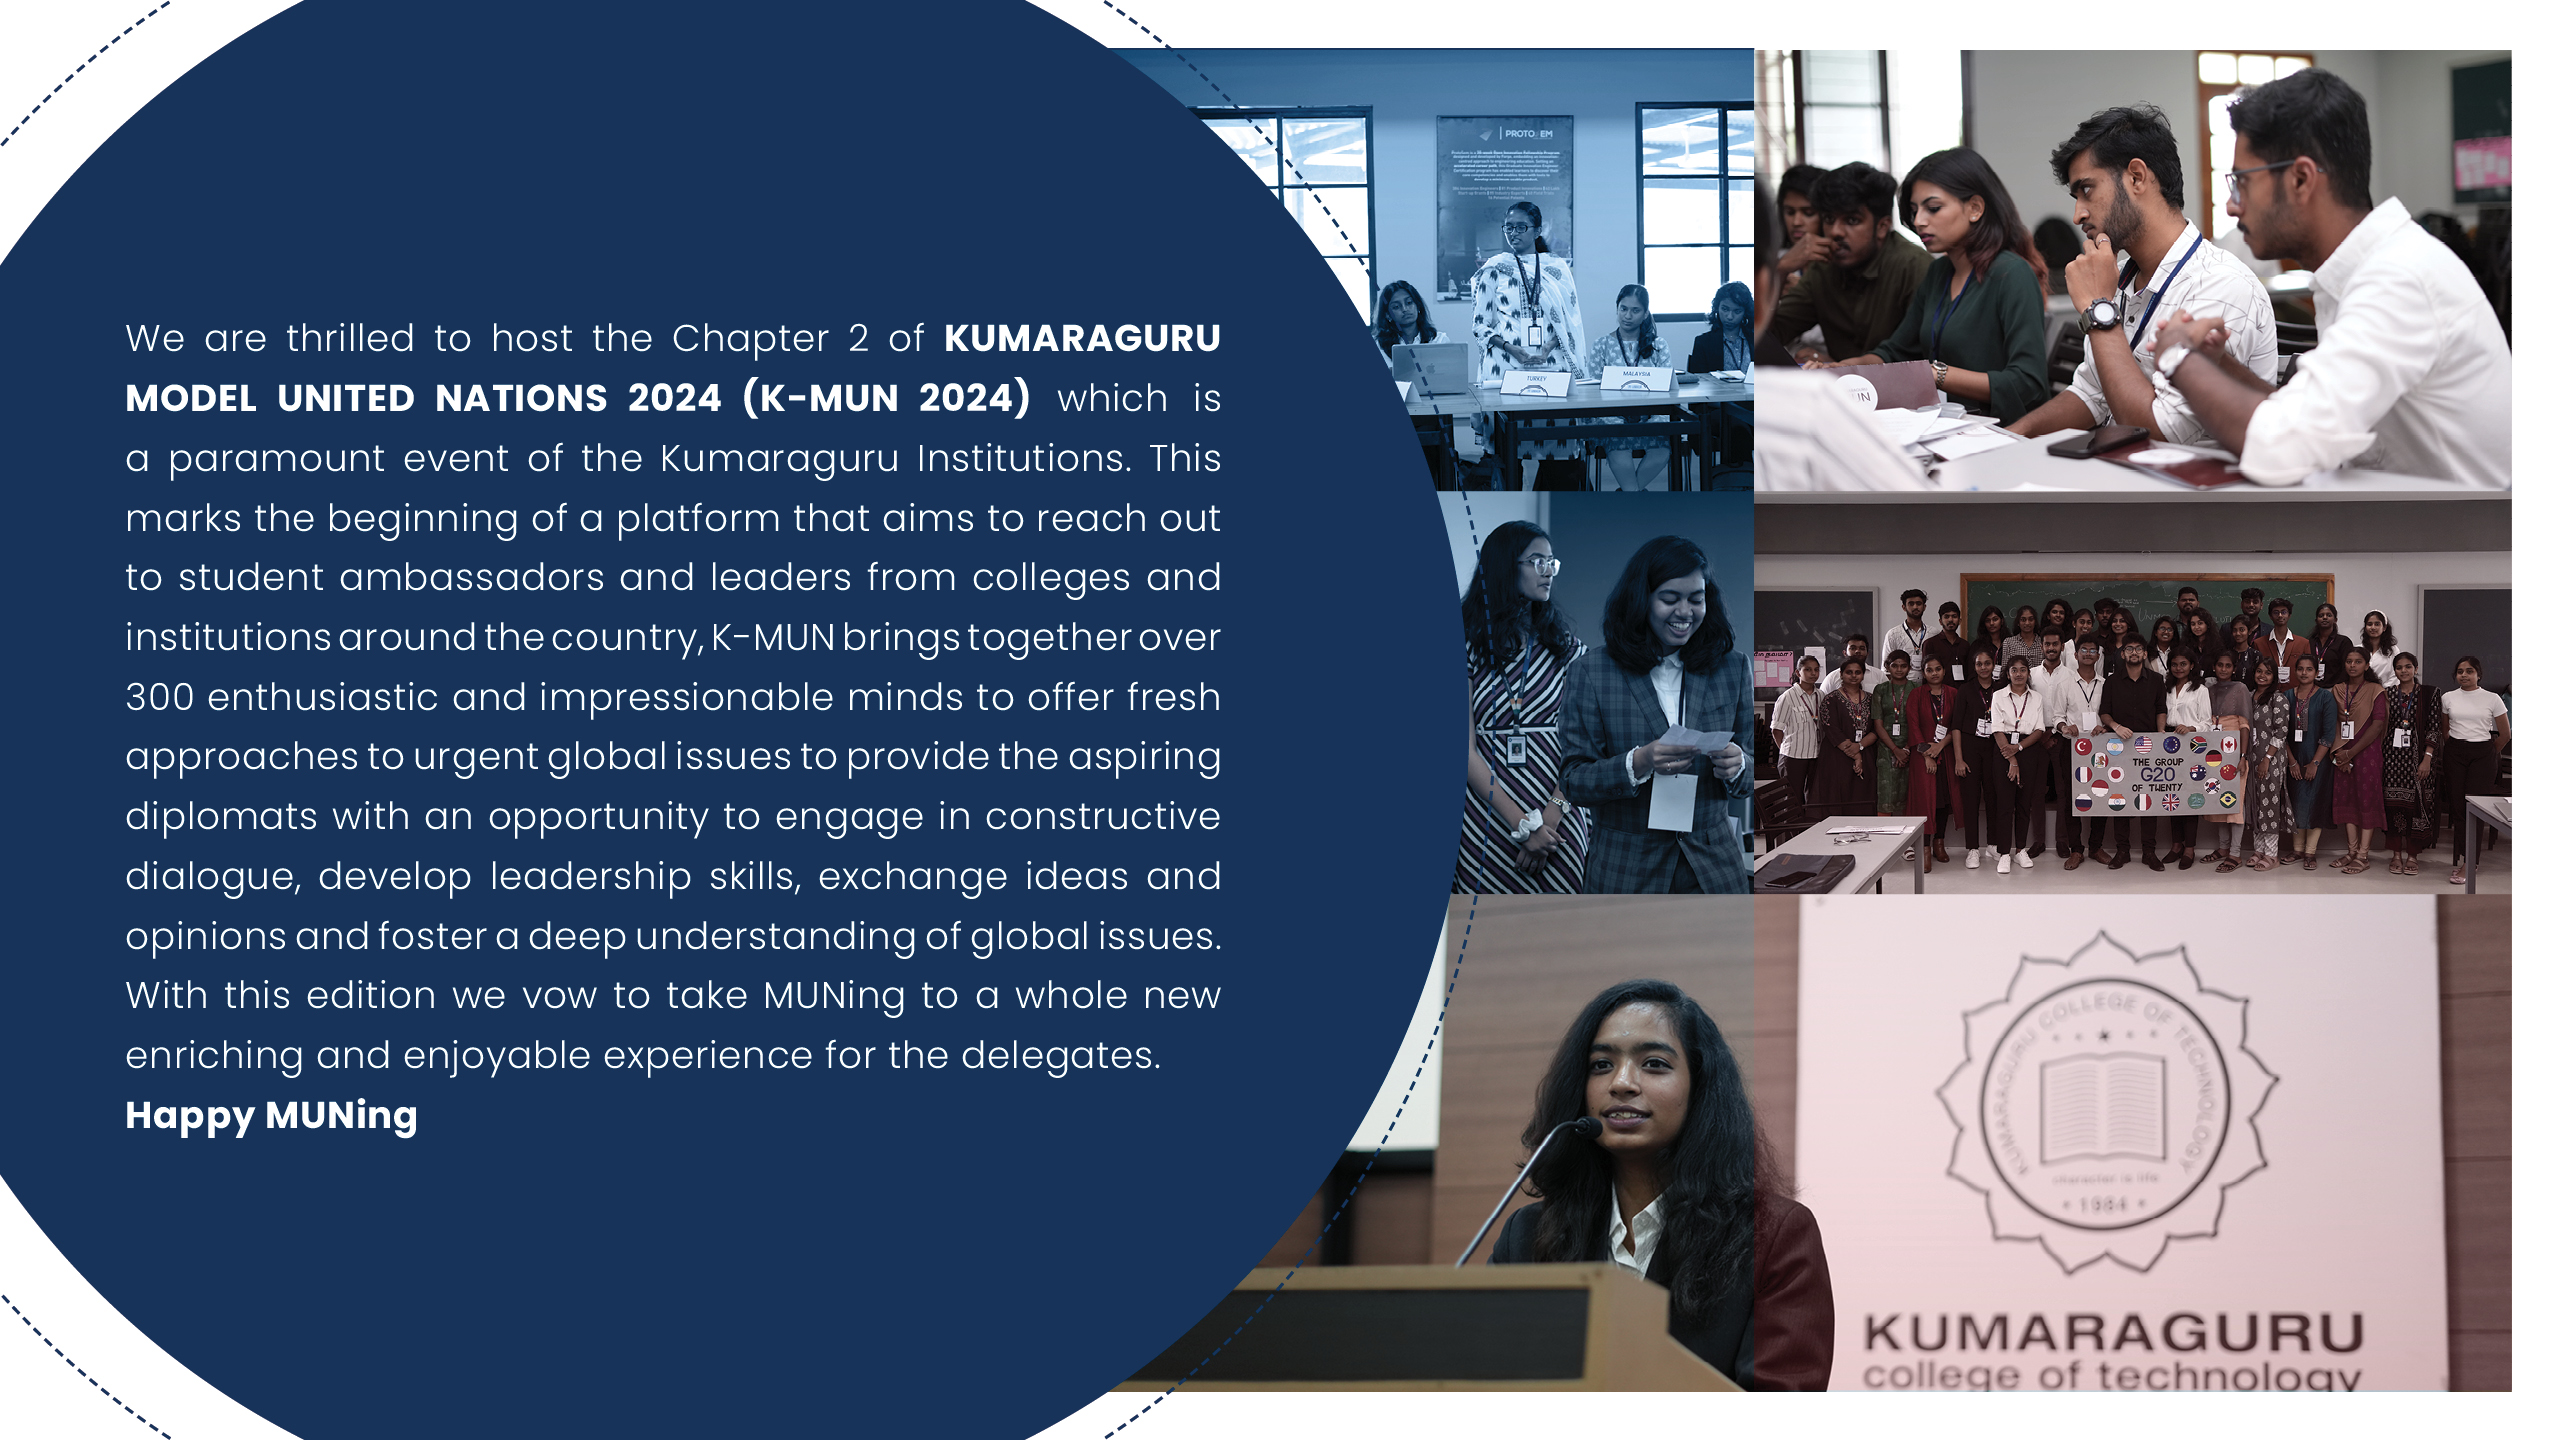 We are thrilled to host the Chapter 2 of KUMARAGURU
MODEL UNITED NATIONS 2024 (K-MUN 2024) which is
a paramount event of the Kumaraguru Institutions. This
marks the beginning of a platform that aims to reach out
to student ambassadors and leaders from colleges and
institutions around the country, K-MUN brings together over
300 enthusiastic and impressionable minds to offer fresh
approaches to urgent global issues to provide the aspiring
diplomats with an opportunity to engage in constructive
dialogue, develop leadership skills, exchange ideas and
opinions and foster a deep understanding of global issues.
With this edition we vow to take MUNing to a whole new
enriching and enjoyable experience for the delegates.
Happy MUNing
PROTO EM
TURKEY
MALAYSIA
UN
THE GROUP
G20
OF TWENTY
KUMARAGURU COLLEGE OF TECHNOLOGY
character is life
• 1984 •
KUMARAGURU
college of technology